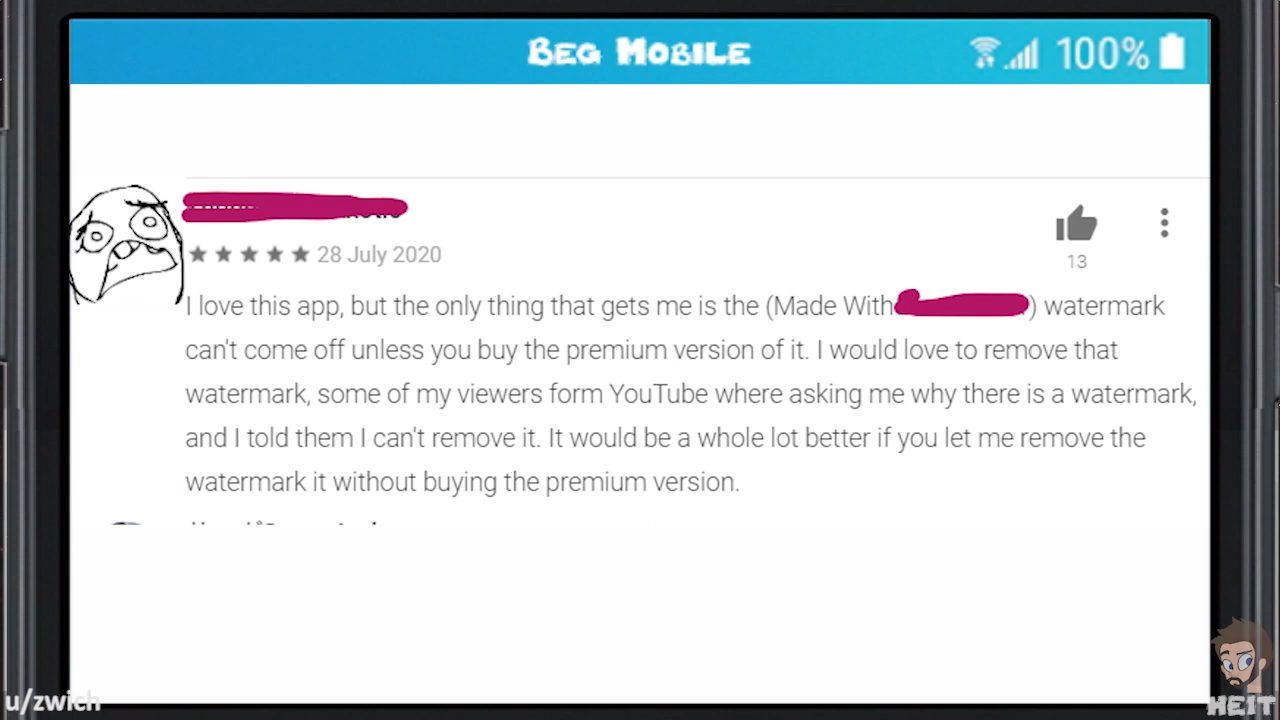 Beg Mobile
100%
28 July 2020
13
I love this app, but the only thing that gets me is the (Made With ) watermark
can't come off unless you buy the premium version of it. I would love to remove that
watermark, some of my viewers form YouTube where asking me why there is a watermark,
and I told them I can't remove it. It would be a whole lot better if you let me remove the
watermark it without buying the premium version.
u/zwich
HEIT